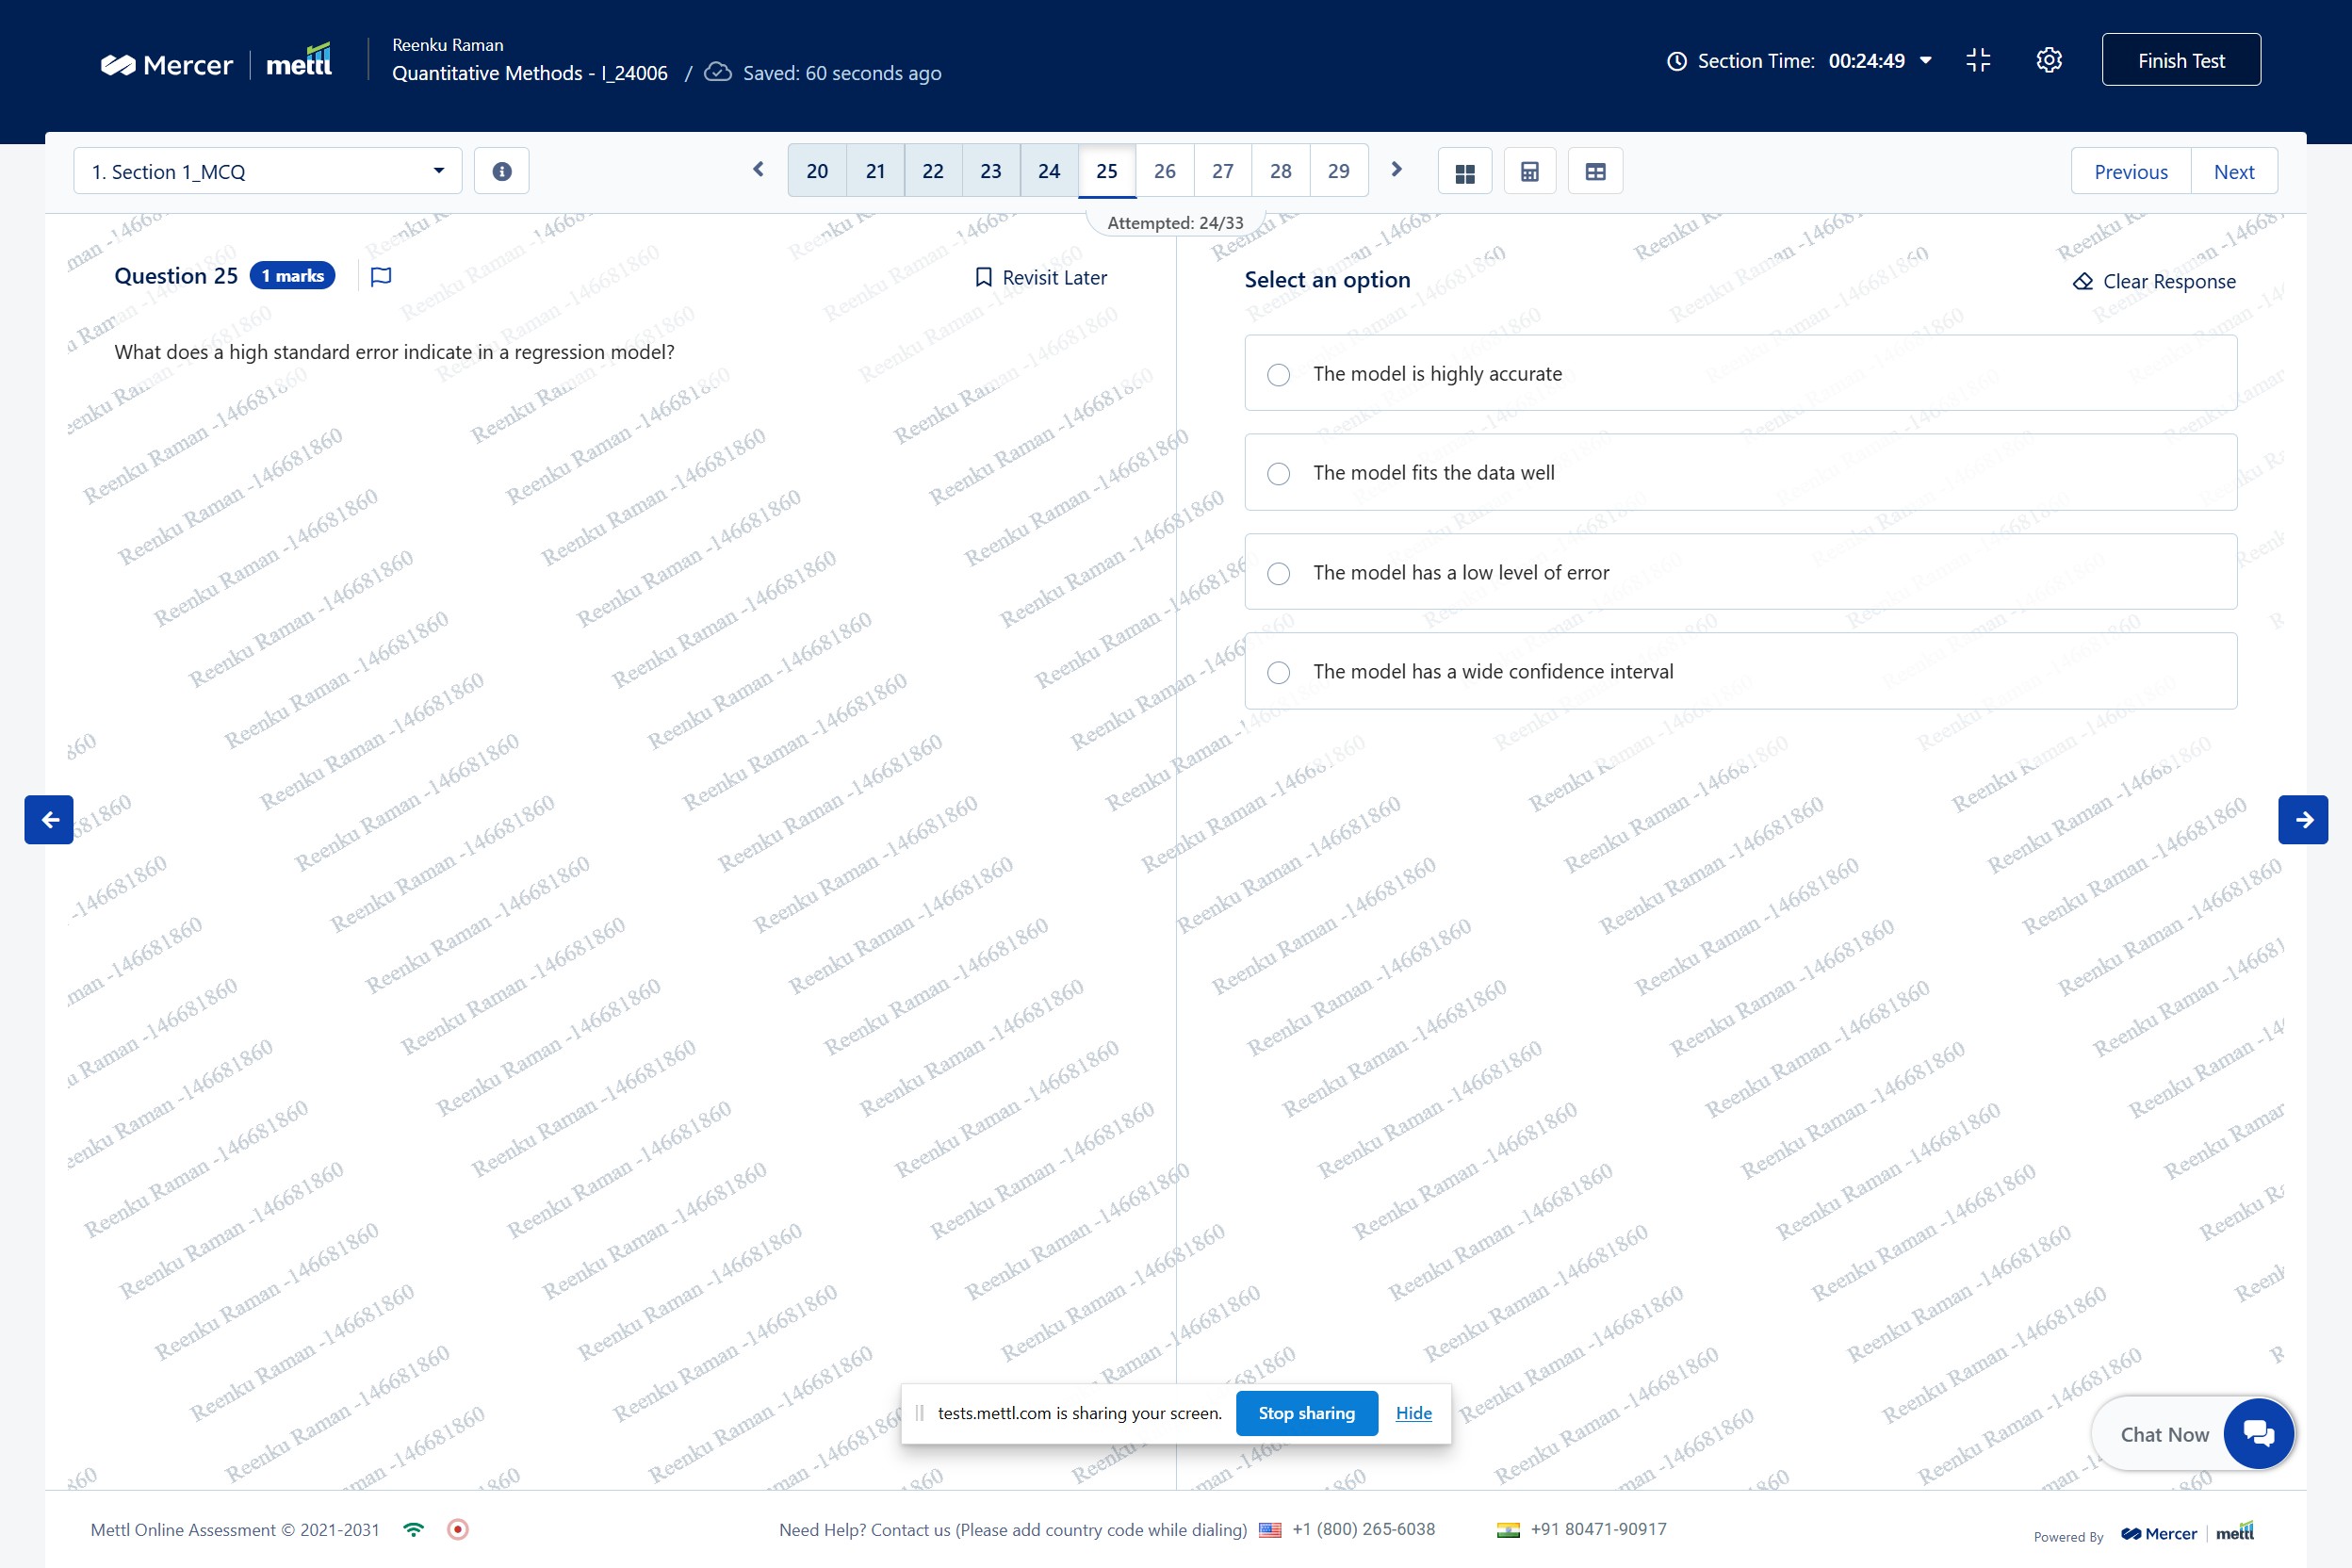 Mercer mettl
Reenku Raman
Quantitative Methods - I_24006 / Saved: 60 seconds ago
Section Time: 00:24:49
Finish Test
1. Section 1_MCQ
20 21 22 23 24 25 26 27 28 29
Previous Next
Attempted: 24/33
Question 25 1 marks
Revisit Later
What does a high standard error indicate in a regression model?
Select an option
Clear Response
The model is highly accurate
The model fits the data well
The model has a low level of error
The model has a wide confidence interval
Reenku Raman -146681860
tests.mettl.com is sharing your screen. Stop sharing Hide
Chat Now
Mettl Online Assessment © 2021-2031
Need Help? Contact us (Please add country code while dialing) +1 (800) 265-6038 +91 80471-90917
Powered By Mercer mettl